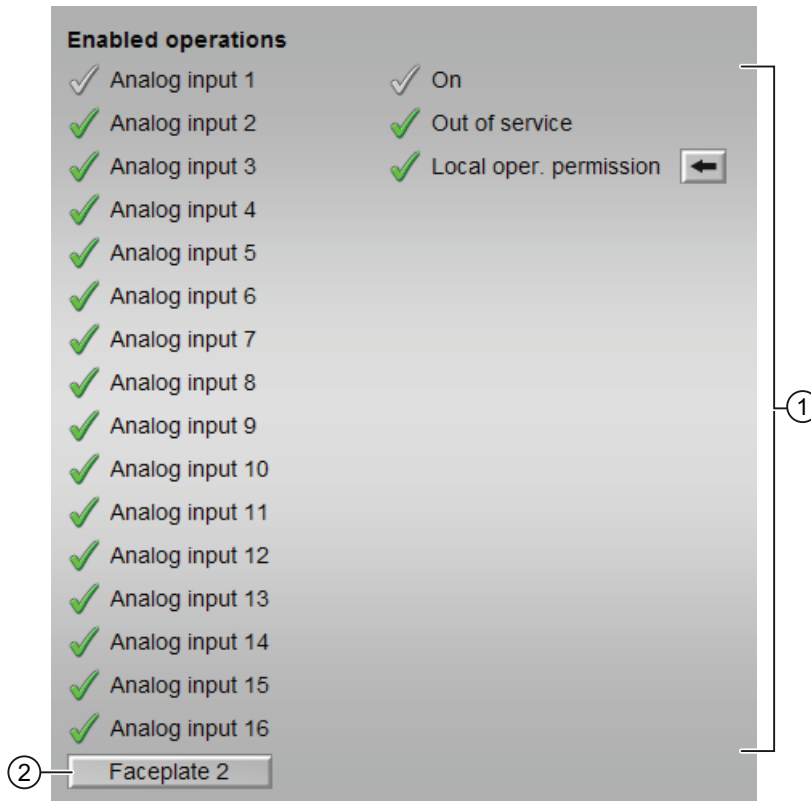 Enabled operations
Analog input 1
On
Analog input 2
Out of service
Analog input 3
Local oper. permission
Analog input 4
Analog input 5
Analog input 6
Analog input 7
Analog input 8
Analog input 9
1
Analog input 10
Analog input 11
Analog input 12
Analog input 13
Analog input 14
Analog input 15
Analog input 16
2
Faceplate 2